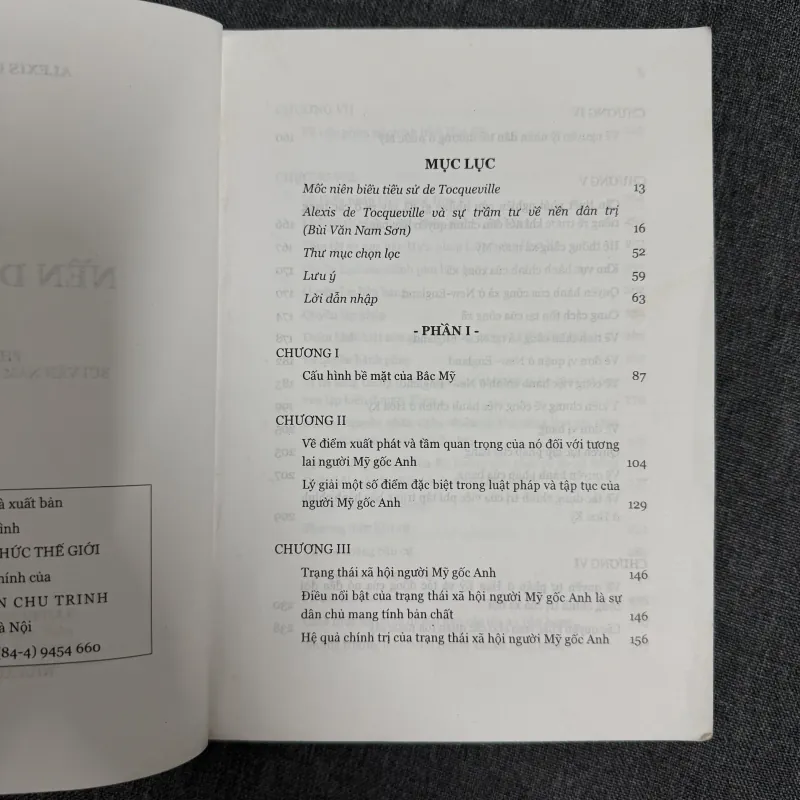 à xuất bản
ình
HỨC THẾ GIỚI
hính của
N CHU TRINH
à Nội
(84-4) 9454 660
MỤC LỤC
Mốc niên biểu tiểu sử de Tocqueville 13
Alexis de Tocqueville và sự trầm tư về nền dân trị
(Bùi Văn Nam Sơn) 16
Thư mục chọn lọc 52
Lưu ý 59
Lời dẫn nhập 63
- PHẦN I -
CHƯƠNG I
Cấu hình bề mặt của Bắc Mỹ 87
CHƯƠNG II
Về điểm xuất phát và tầm quan trọng của nó đối với tương
lai người Mỹ gốc Anh 104
Lý giải một số điểm đặc biệt trong luật pháp và tập tục của
người Mỹ gốc Anh 129
CHƯƠNG III
Trạng thái xã hội người Mỹ gốc Anh 146
Điều nổi bật của trạng thái xã hội người Mỹ gốc Anh là sự
dân chủ mang tính bản chất 146
Hệ quả chính trị của trạng thái xã hội người Mỹ gốc Anh 156